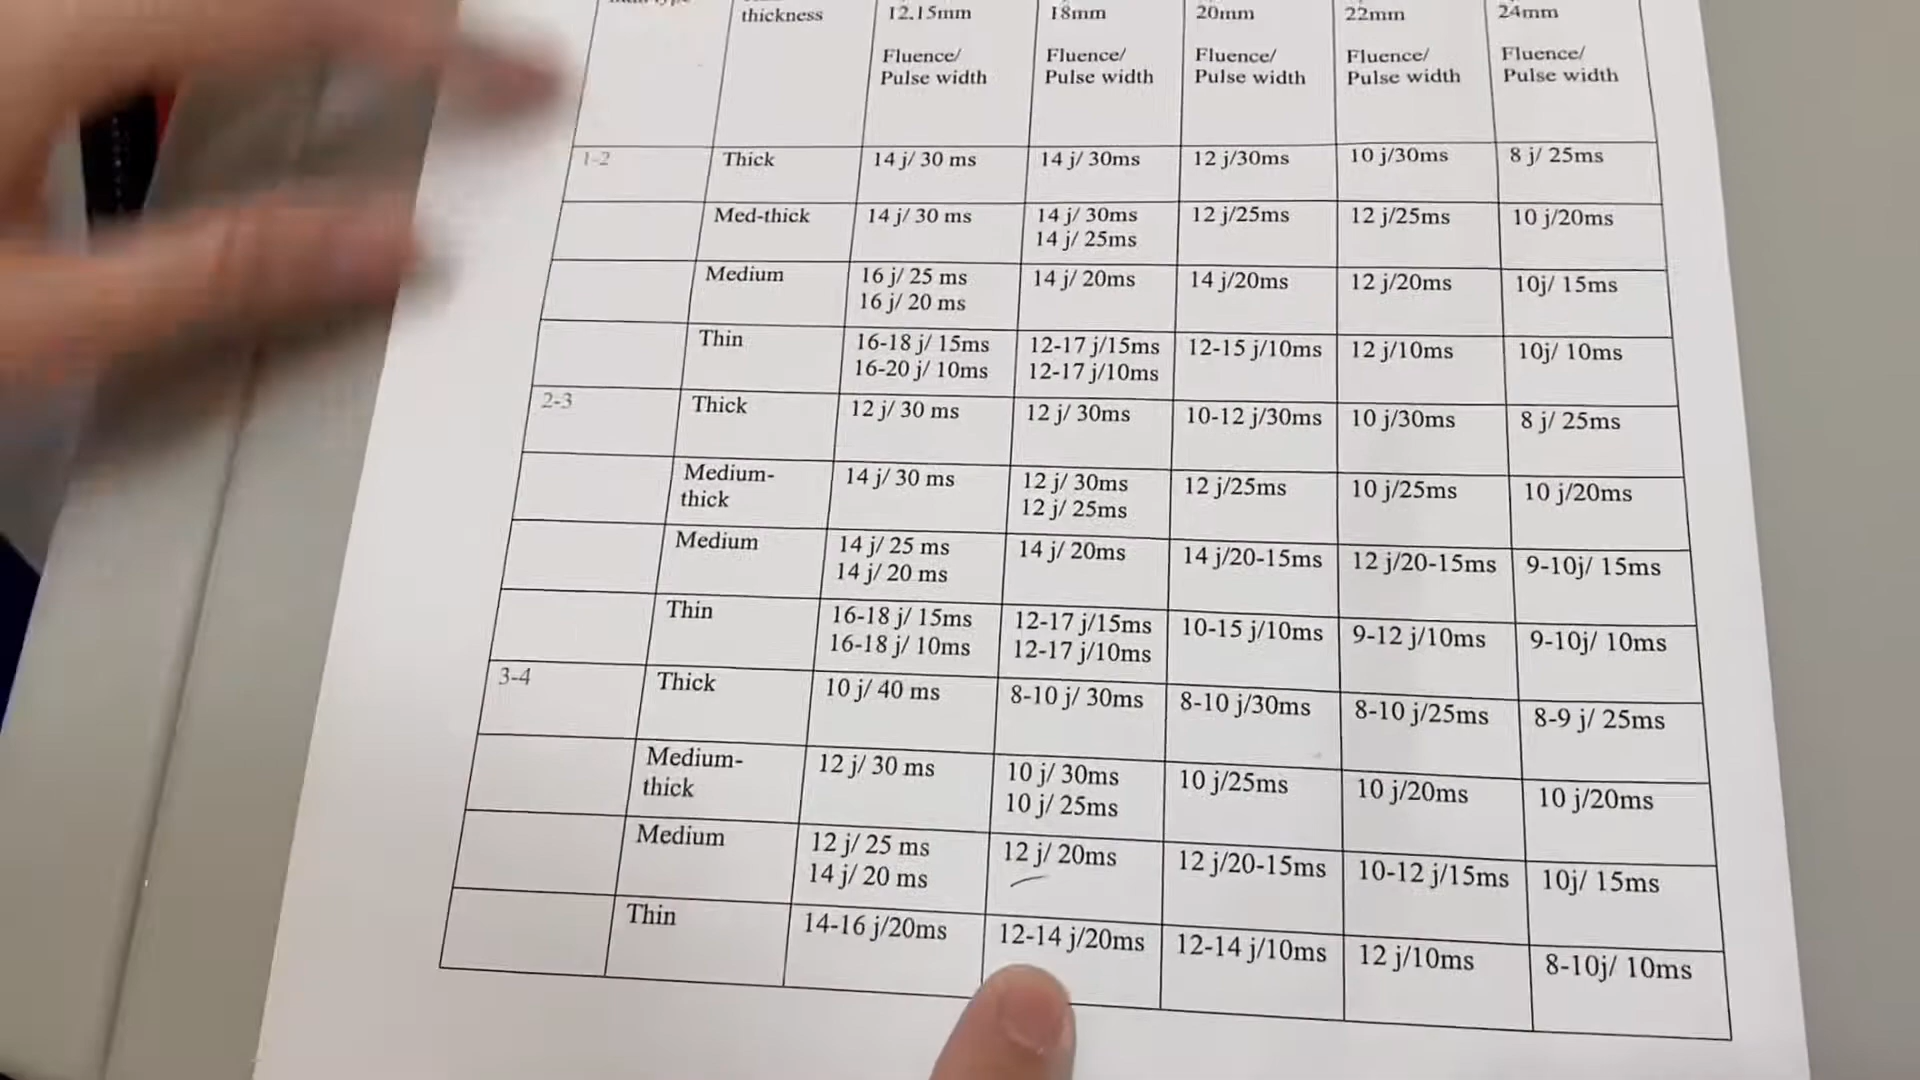 thickness 12.15mm 18mm 20mm 22mm 24mm
Fluence/ Fluence/ Fluence/ Fluence/ Fluence/
Pulse width Pulse width Pulse width Pulse width Pulse width
1-2 Thick 14 j/ 30 ms 14 j/ 30ms 12 j/30ms 10 j/30ms 8 j/ 25ms
Med-thick 14 j/ 30 ms 14 j/ 30ms 12 j/25ms 12 j/25ms 10 j/20ms
14 j/ 25ms
Medium 16 j/ 25 ms 14 j/ 20ms 14 j/20ms 12 j/20ms 10j/ 15ms
16 j/ 20 ms
Thin 16-18 j/ 15ms 12-17 j/15ms 12-15 j/10ms 12 j/10ms 10j/ 10ms
16-20 j/ 10ms 12-17 j/10ms
2-3 Thick 12 j/ 30 ms 12 j/ 30ms 10-12 j/30ms 10 j/30ms 8 j/ 25ms
Medium- 14 j/ 30 ms 12 j/ 30ms 12 j/25ms 10 j/25ms 10 j/20ms
thick 12 j/ 25ms
Medium 14 j/ 25 ms 14 j/ 20ms 14 j/20-15ms 12 j/20-15ms 9-10j/ 15ms
14 j/ 20 ms
Thin 16-18 j/ 15ms 12-17 j/15ms 10-15 j/10ms 9-12 j/10ms 9-10j/ 10ms
16-18 j/ 10ms 12-17 j/10ms
3-4 Thick 10 j/ 40 ms 8-10 j/ 30ms 8-10 j/30ms 8-10 j/25ms 8-9 j/ 25ms
Medium- 12 j/ 30 ms 10 j/ 30ms 10 j/25ms 10 j/20ms 10 j/20ms
thick 10 j/ 25ms
Medium 12 j/ 25 ms 12 j/ 20ms 12 j/20-15ms 10-12 j/15ms 10j/ 15ms
14 j/ 20 ms
Thin 14-16 j/20ms 12-14 j/20ms 12-14 j/10ms 12 j/10ms 8-10j/ 10ms